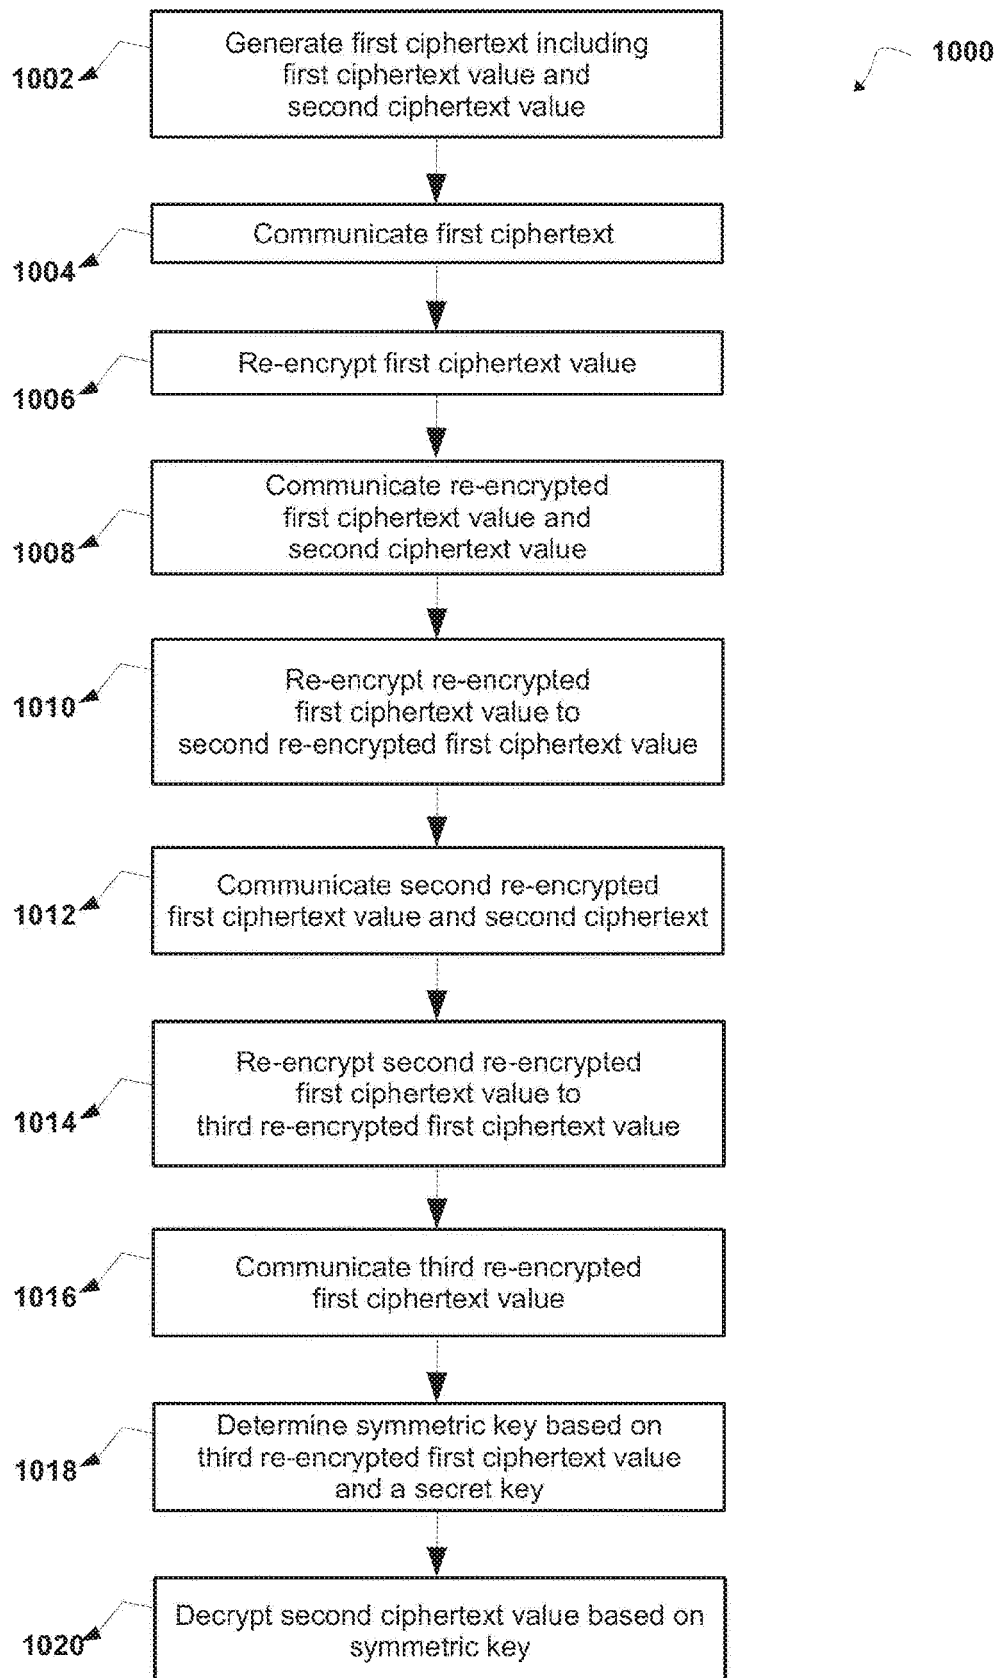 1000
Generate first ciphertext including
first ciphertext value and
second ciphertext value
1002
Communicate first ciphertext
1004
Re-encrypt first ciphertext value
1006
Communicate re-encrypted
first ciphertext value and
second ciphertext value
1008
Re-encrypt re-encrypted
first ciphertext value to
second re-encrypted first ciphertext value
1010
Communicate second re-encrypted
first ciphertext value and second ciphertext
1012
Re-encrypt second re-encrypted
first ciphertext value to
third re-encrypted first ciphertext value
1014
Communicate third re-encrypted
first ciphertext value
1016
Determine symmetric key based on
third re-encrypted first ciphertext value
and a secret key
1018
Decrypt second ciphertext value based on
symmetric key
1020